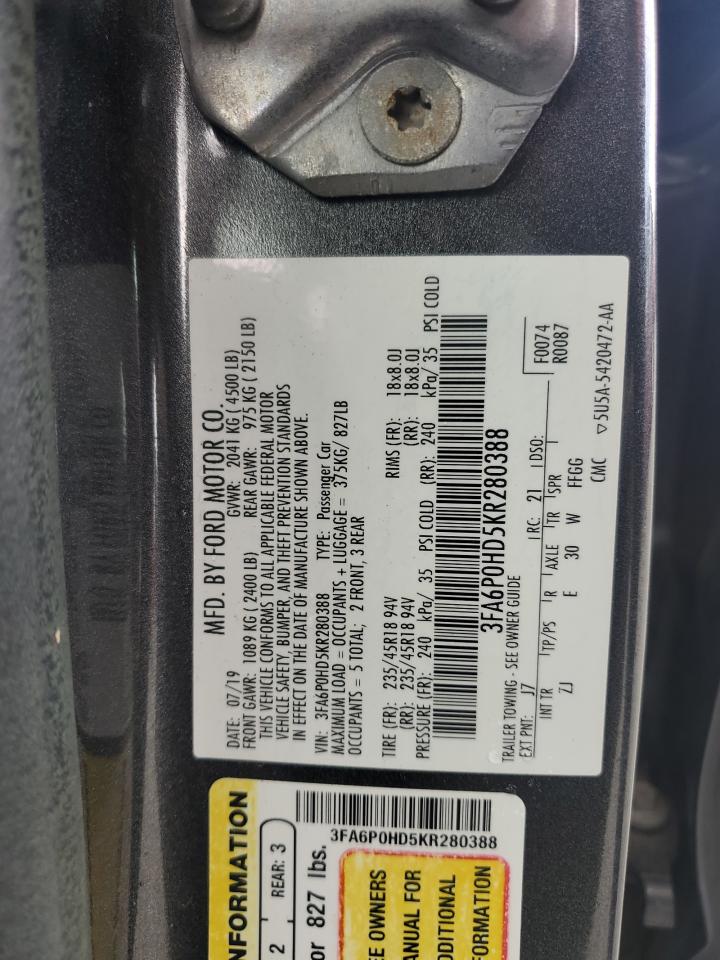 MFD. BY FORD MOTOR CO.
DATE: 07/19 GVWR: 2041 KG ( 4500 LB)
FRONT GAWR: 1089 KG ( 2400 LB) REAR GAWR: 975 KG ( 2150 LB)
THIS VEHICLE CONFORMS TO ALL APPLICABLE FEDERAL MOTOR
VEHICLE SAFETY, BUMPER, AND THEFT PREVENTION STANDARDS
IN EFFECT ON THE DATE OF MANUFACTURE SHOWN ABOVE.
VIN: 3FA6P0HD5KR280388 TYPE: Passenger Car
MAXIMUM LOAD = OCCUPANTS + LUGGAGE = 375KG/ 827LB
OCCUPANTS = 5 TOTAL; 2 FRONT, 3 REAR
TIRE (FR): 235/45R18 94V RIMS (FR): 18x8.0J
(RR): 235/45R18 94V (RR): 18x8.0J
PRESSURE (FR): 240 kPa/ 35 PSI COLD (RR): 240 kPa/ 35 PSI COLD
3FA6P0HD5KR280388
TRAILER TOWING - SEE OWNER GUIDE
EXT PNT: J7 RC: 21 DSO: F0074
INT TR TP/PS R AXLE TR SPR R0087
ZJ E 30 W FFGG
CMC ▽5U5A-5420472-AA
NFORMATION
2 REAR: 3
or 827 lbs.
3FA6P0HD5KR280388
EE OWNERS
ANUAL FOR
DDITIONAL
FORMATION